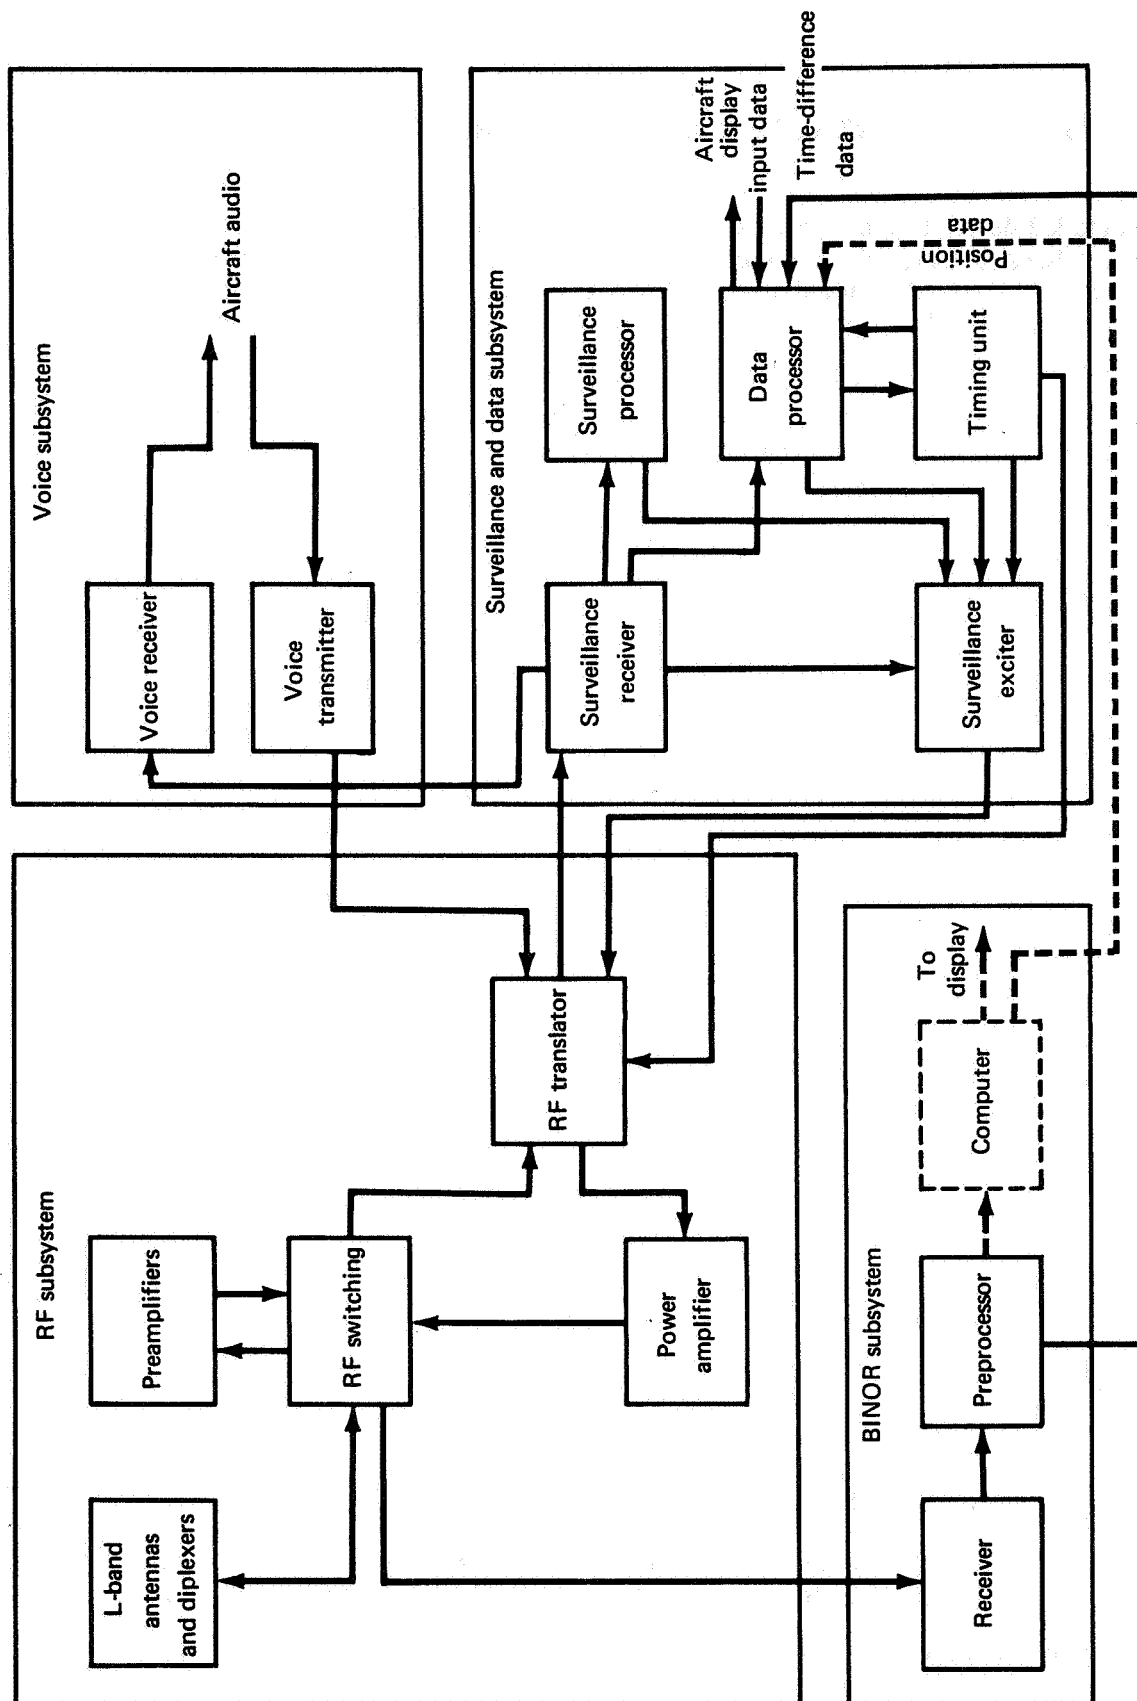 RF subsystem
L-band
antennas
and diplexers
Preamplifiers
RF switching
Power
amplifier
RF translator
Voice subsystem
Voice receiver
Voice
transmitter
Aircraft audio
Surveillance and data subsystem
Surveillance
receiver
Surveillance
processor
Data
processor
Surveillance
exciter
Timing unit
Aircraft
display
input data
Time-difference
data
Position
data
BINOR subsystem
Receiver
Preprocessor
Computer
To
display